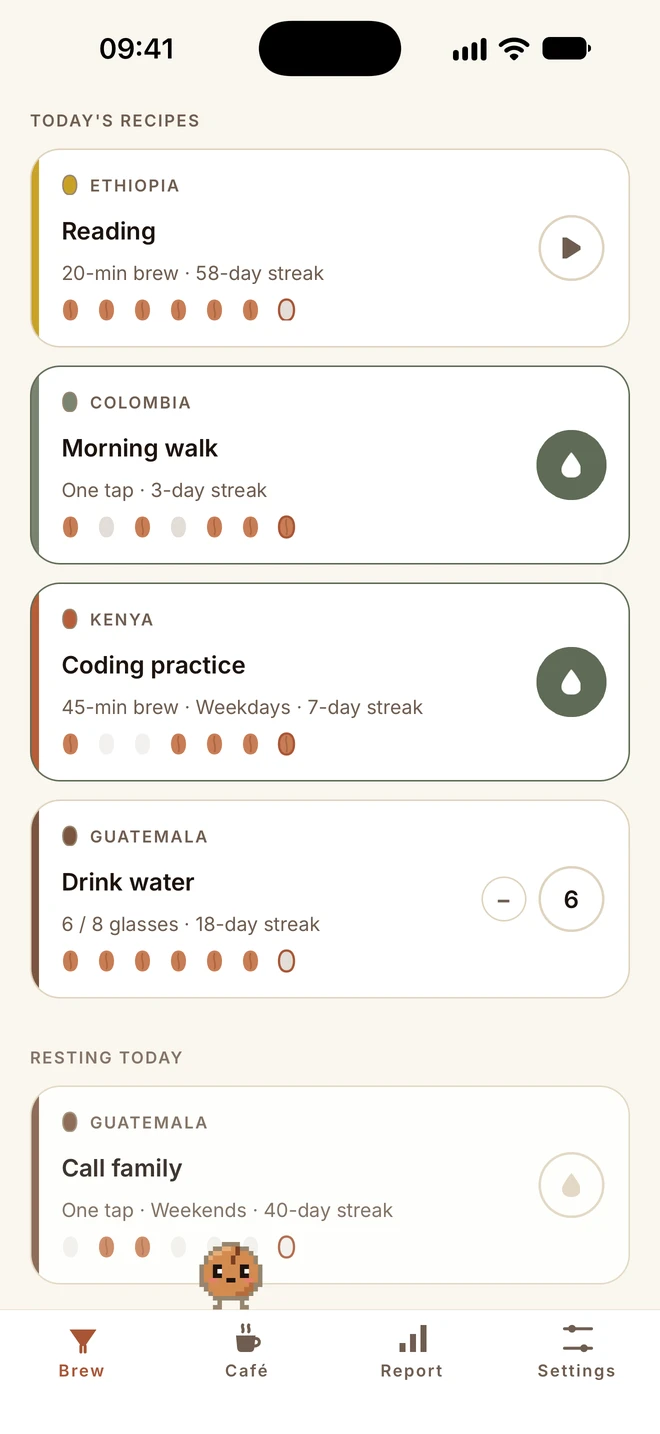 09:41
TODAY'S RECIPES
ETHIOPIA
Reading
20-min brew · 58-day streak
COLOMBIA
Morning walk
One tap · 3-day streak
KENYA
Coding practice
45-min brew · Weekdays · 7-day streak
GUATEMALA
Drink water
6 / 8 glasses · 18-day streak
– 6
RESTING TODAY
GUATEMALA
Call family
One tap · Weekends · 40-day streak
Brew Café Report Settings